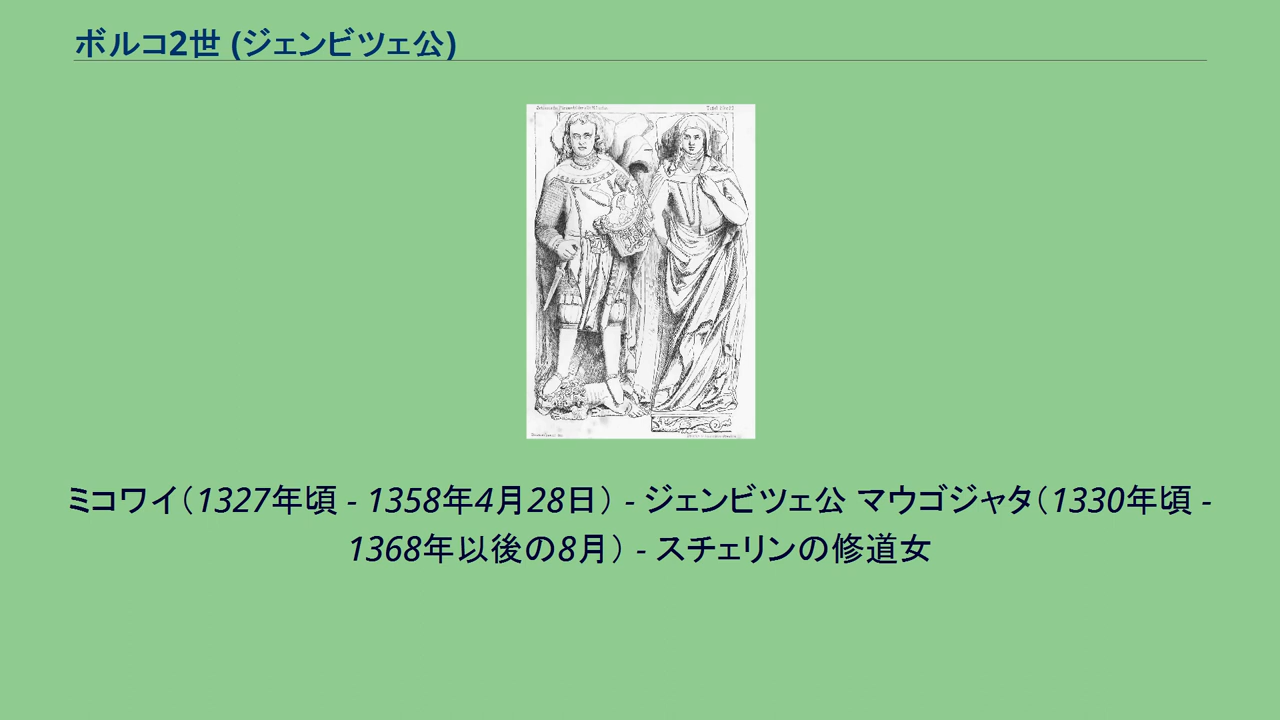 ボルコ2世 (ジェンビツェ公)
ミコワイ（1327年頃 - 1358年4月28日） - ジェンビツェ公 マウゴジャタ（1330年頃 -
1368年以後の8月） - スチェリンの修道女